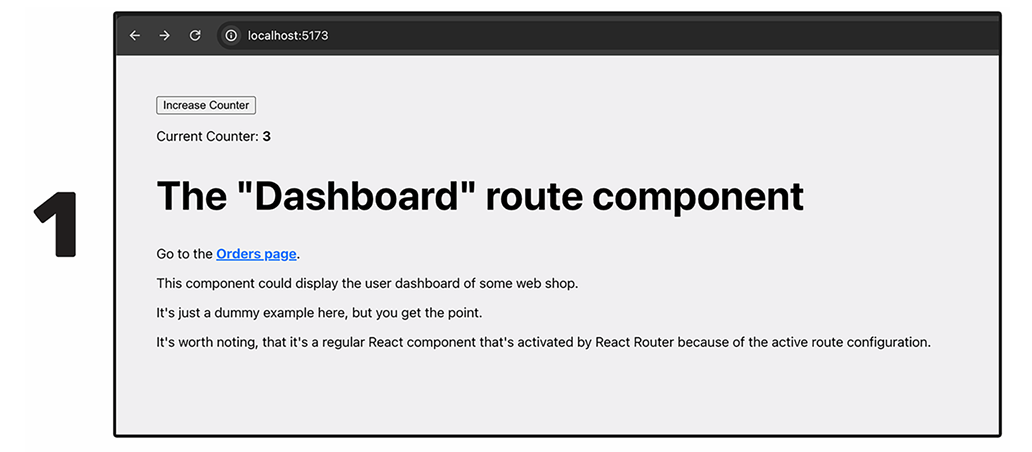 localhost:5173
Increase Counter
Current Counter: 3
The "Dashboard" route component
1
Go to the Orders page.
This component could display the user dashboard of some web shop.
It's just a dummy example here, but you get the point.
It's worth noting, that it's a regular React component that's activated by React Router because of the active route configuration.